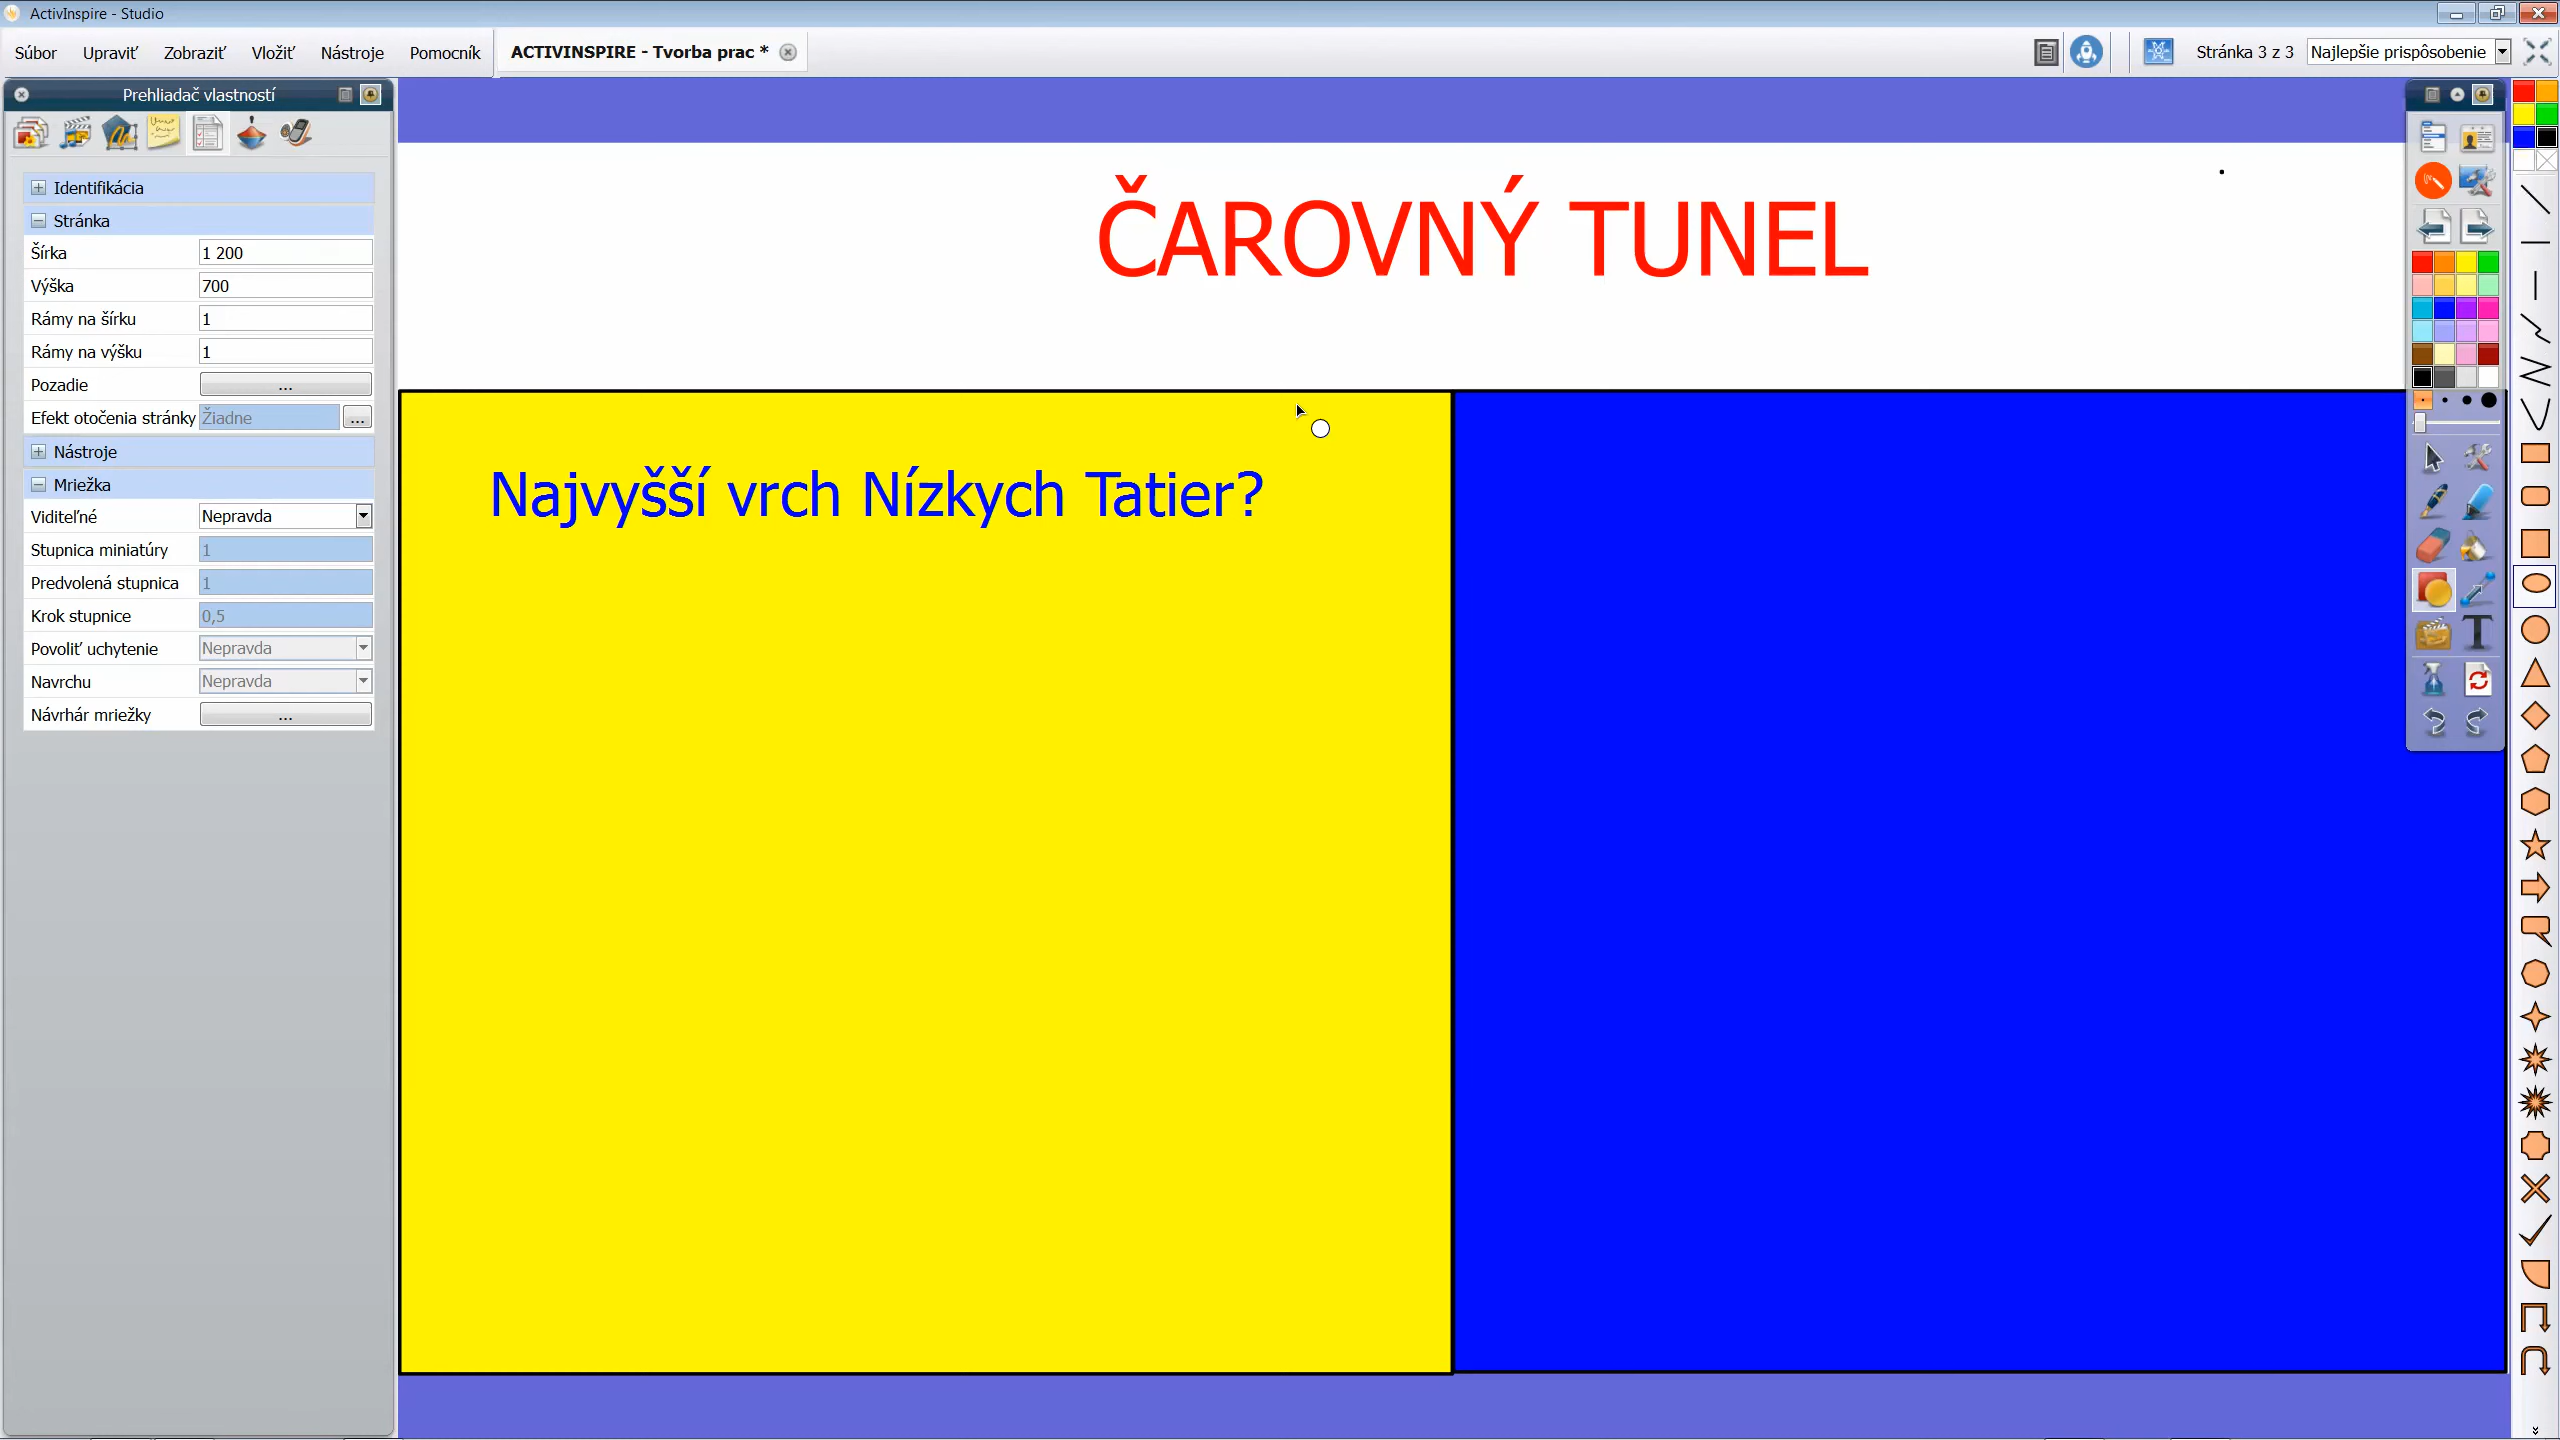 ActivInspire - Studio
Súbor Upraviť Zobraziť Vložiť Nástroje Pomocník ACTIVINSPIRE - Tvorba prac * Stránka 3 z 3 Najlepšie prispôsobenie
Prehliadač vlastností
Identifikácia
Stránka
Šírka 1 200
Výška 700
Rámy na šírku 1
Rámy na výšku 1
Pozadie ...
Efekt otočenia stránky Žiadne ...
Nástroje
Mriežka
Viditeľné Nepravda
Stupnica miniatúry 1
Predvolená stupnica 1
Krok stupnice 0,5
Povoliť uchytenie Nepravda
Navrchu Nepravda
Návrhár mriežky ...
ČAROVNÝ TUNEL
Najvyšší vrch Nízkych Tatier?